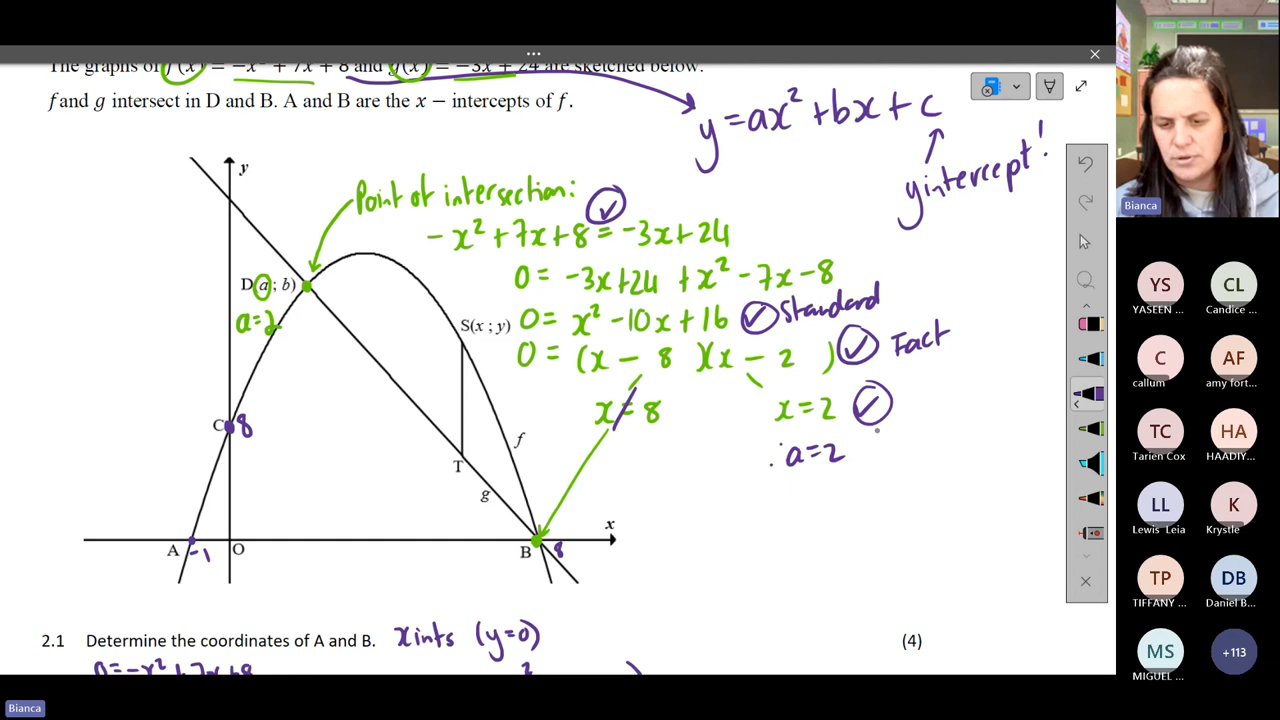 The graphs of f(x) = −x² + 7x + 8 and g(x) = −3x + 24 are sketched below.
f and g intersect in D and B. A and B are the x − intercepts of f.
y = ax² + bx + c
y intercept!
Point of intersection:
−x² + 7x + 8 = −3x + 24
0 = −3x + 24 + x² − 7x − 8
0 = x² − 10x + 16 Standard
0 = (x − 8)(x − 2) Fact
x = 8 x = 2
∴ a = 2
y
D(a ; b)
a = 2
S(x ; y)
C 8
f
T
g
x
A −1 O B 8
2.1 Determine the coordinates of A and B. x ints (y=0) (4)
0 = −x² + 7x + 8
Bianca
YS CL
YASEEN ... Candice ...
C AF
callum amy fort...
TC HA
Tarien Cox HAADIY...
LL K
Lewis Leia Krystle
TP DB
TIFFANY ... Daniel B...
MS +113
MIGUEL ...
Bianca